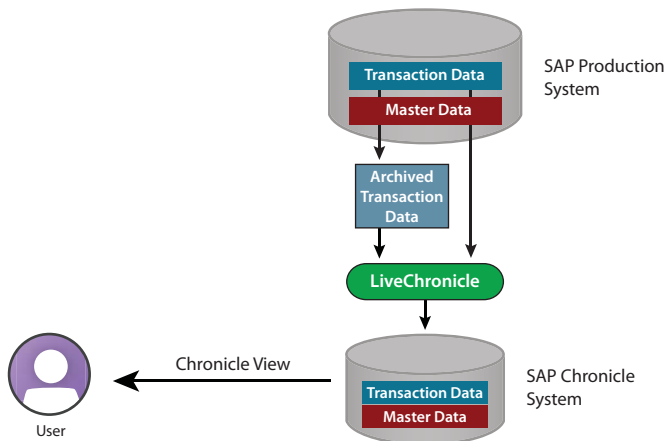 Transaction Data
Master Data
SAP Production
System
Archived
Transaction
Data
LiveChronicle
Chronicle View
Transaction Data
Master Data
SAP Chronicle
System
User